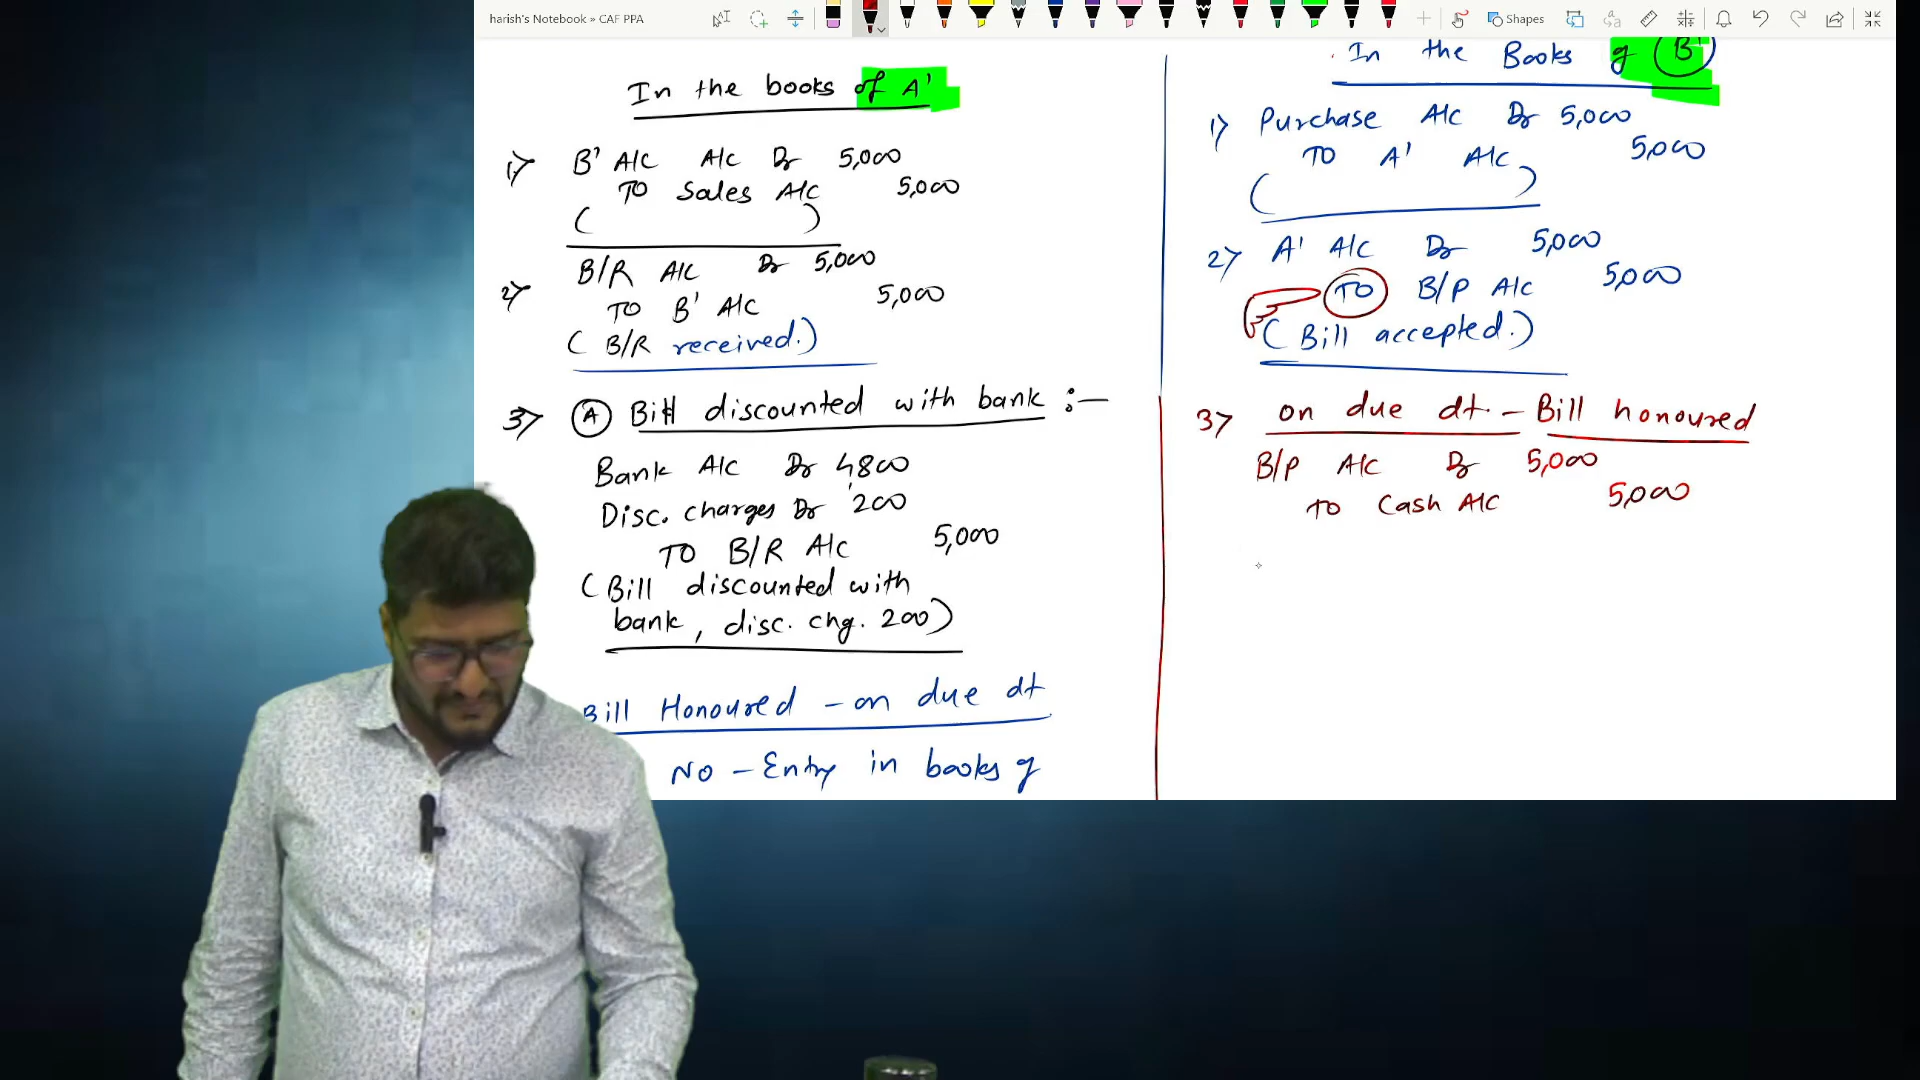 harish's Notebook » CAF PPA
Shapes
In the books of A'
1) B' A/c A/c Dr 5,000
TO Sales A/c 5,000
( )
2) B/R A/c Dr 5,000
TO B' A/c 5,000
( B/R received.)
3) (A) Bill discounted with bank :-
Bank A/c Dr 4,800
Disc. charges Dr 200
TO B/R A/c 5,000
(Bill discounted with
bank, disc. chg. 200)
Bill Honoured - on due dt
NO - Entry in books of
In the Books of B'
1) Purchase A/c Dr 5,000
TO A' A/c 5,000
( )
2) A' A/c Dr 5,000
TO B/P A/c 5,000
( Bill accepted.)
3) on due dt. - Bill honoured
B/P A/c Dr 5,000
TO Cash A/c 5,000